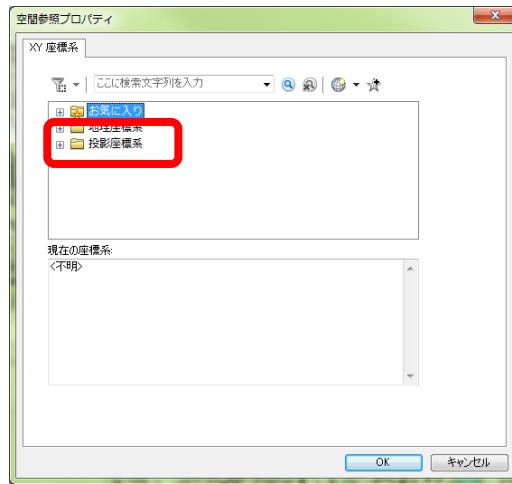 空間参照プロパティ
XY 座標系
ここに検索文字列を入力
お気に入り
地理座標系
投影座標系
現在の座標系:
<不明>
OK
キャンセル